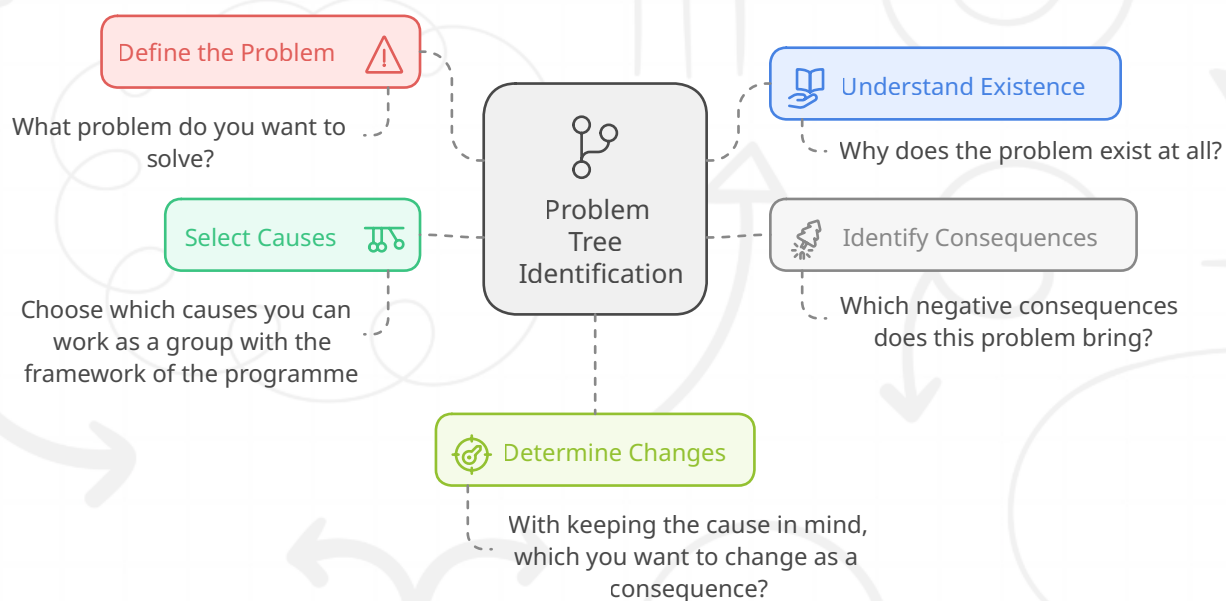 Define the Problem
What problem do you want to
solve?
Understand Existence
Why does the problem exist at all?
Problem
Tree
Identification
Select Causes
Choose which causes you can
work as a group with the
framework of the programme
Identify Consequences
Which negative consequences
does this problem bring?
Determine Changes
With keeping the cause in mind,
which you want to change as a
consequence?